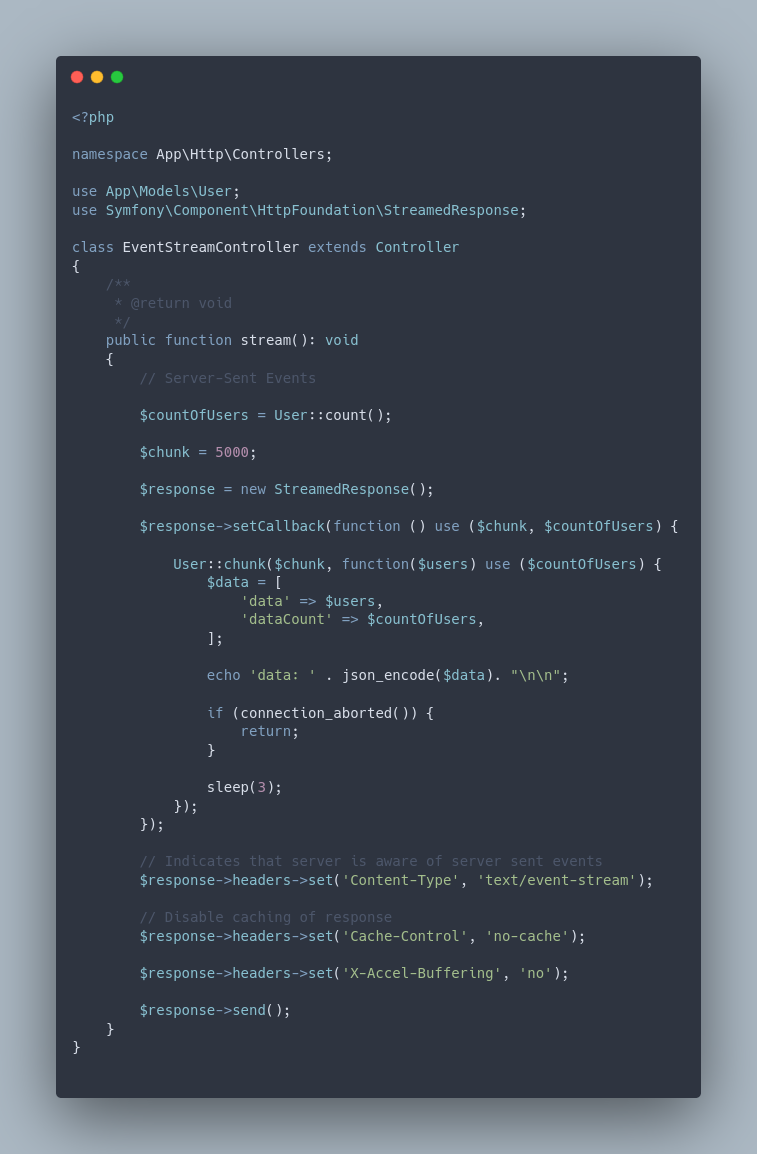 <?php
namespace App\Http\Controllers;
use App\Models\User;
use Symfony\Component\HttpFoundation\StreamedResponse;
class EventStreamController extends Controller
{
    /**
     * @return void
     */
    public function stream(): void
    {
        // Server-Sent Events
        $countOfUsers = User::count();
        $chunk = 5000;
        $response = new StreamedResponse();
        $response->setCallback(function () use ($chunk, $countOfUsers) {
            User::chunk($chunk, function($users) use ($countOfUsers) {
                $data = [
                    'data' => $users,
                    'dataCount' => $countOfUsers,
                ];
                echo 'data: ' . json_encode($data). "\n\n";
                if (connection_aborted()) {
                    return;
                }
                sleep(3);
            });
        });
        // Indicates that server is aware of server sent events
        $response->headers->set('Content-Type', 'text/event-stream');
        // Disable caching of response
        $response->headers->set('Cache-Control', 'no-cache');
        $response->headers->set('X-Accel-Buffering', 'no');
        $response->send();
    }
}